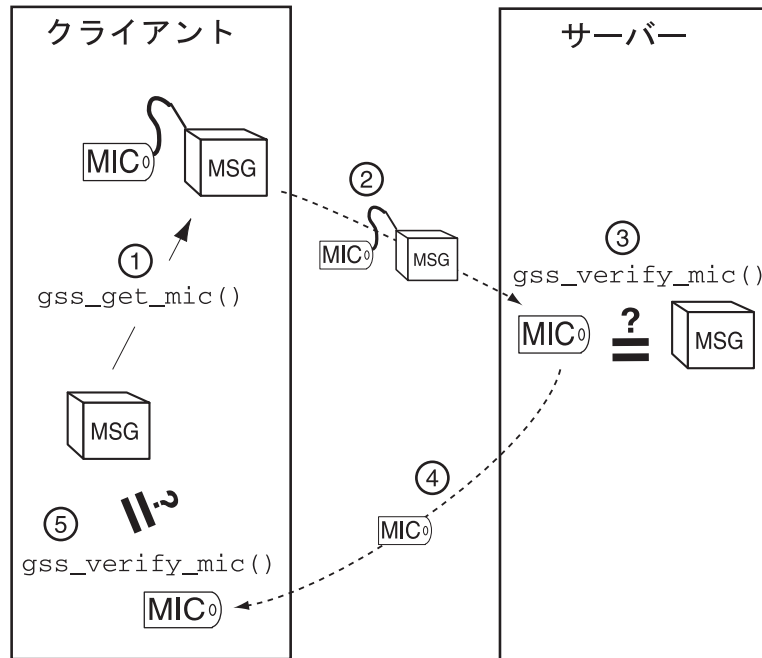 クライアント
サーバー
MIC
MSG
②
MIC
MSG
①
gss_get_mic()
③
gss_verify_mic()
MIC
?
=
MSG
MSG
④
MIC
⑤
=?
gss_verify_mic()
MIC